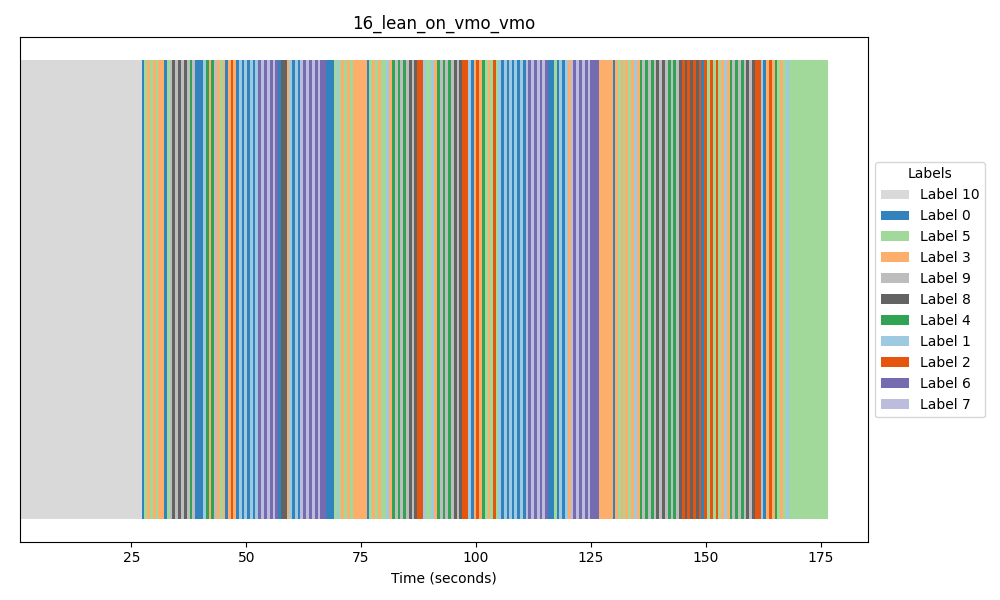 16_lean_on_vmo_vmo
Labels
Label 10
Label 0
Label 5
Label 3
Label 9
Label 8
Label 4
Label 1
Label 2
Label 6
Label 7
25 50 75 100 125 150 175
Time (seconds)